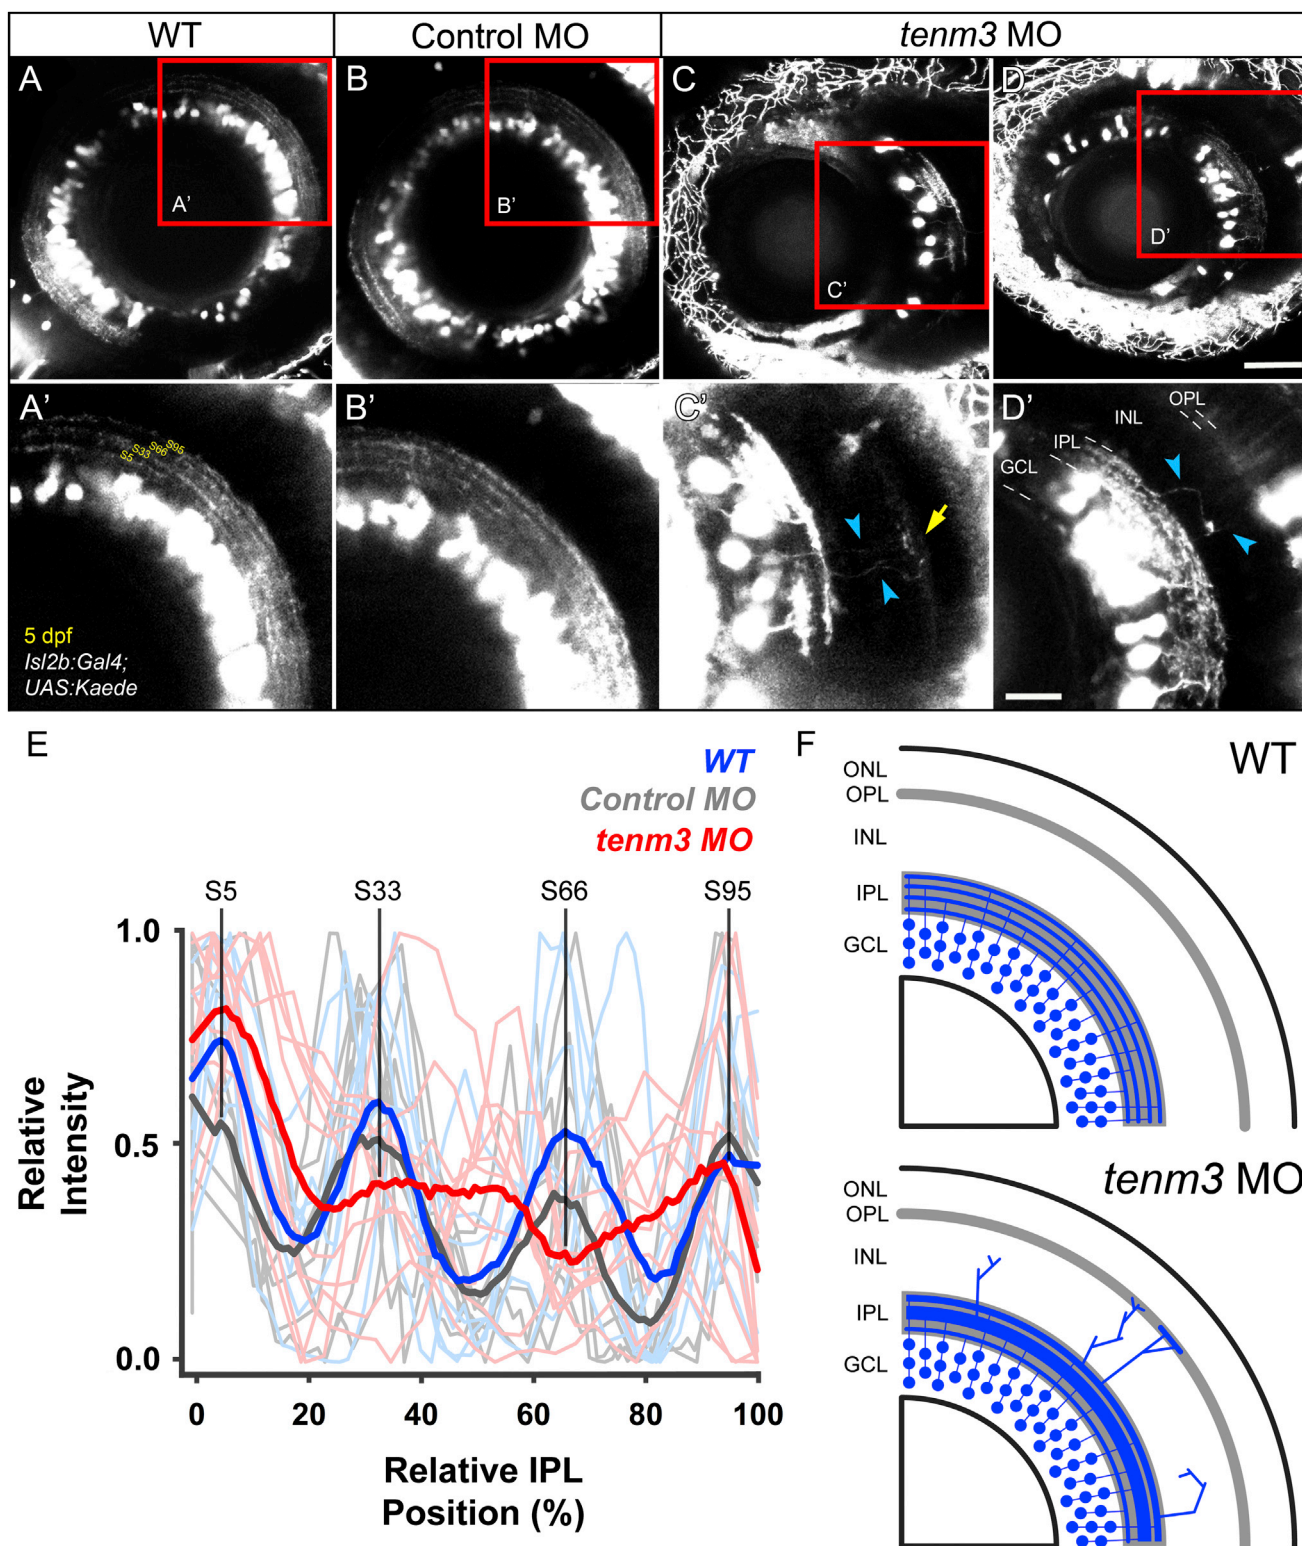 WT
Control MO
tenm3 MO
A
B
C
D
A'
B'
C'
D'
A'
B'
C'
D'
S5
S33
S66
S95
5 dpf
Isl2b:Gal4;
UAS:Kaede
OPL
INL
IPL
GCL
E
WT
Control MO
tenm3 MO
S5
S33
S66
S95
1.0
0.5
0.0
Relative
Intensity
0
20
40
60
80
100
Relative IPL
Position (%)
F
WT
ONL
OPL
INL
IPL
GCL
tenm3 MO
ONL
OPL
INL
IPL
GCL